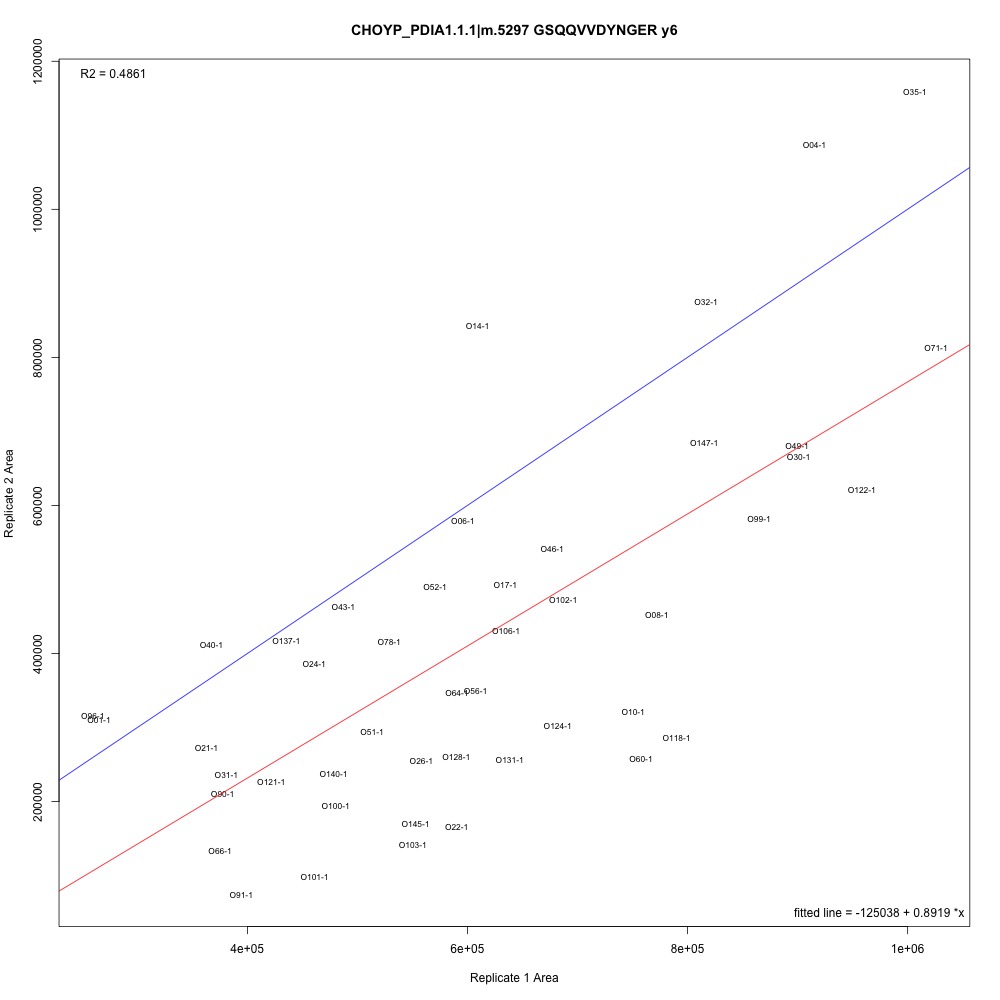 CHOYP_PDIA1.1.1|m.5297 GSQQVVDYNGER y6
R2 = 0.4861
1200000
O35-1
O04-1
1000000
O32-1
O14-1
O71-1
800000
O147-1
O49-1
O30-1
O122-1
O99-1
600000
O06-1
O46-1
O52-1
O17-1
O102-1
O43-1
O08-1
O106-1
O137-1
O78-1
O40-1
O24-1
400000
O64-1
O56-1
O10-1
O96-1
O01-1
O124-1
O51-1
O118-1
O21-1
O128-1
O26-1
O131-1
O60-1
O31-1
O140-1
O121-1
O90-1
200000
O100-1
O145-1
O22-1
O103-1
O66-1
O101-1
O91-1
fitted line = -125038 + 0.8919 *x
4e+05
6e+05
8e+05
1e+06
Replicate 1 Area
Replicate 2 Area